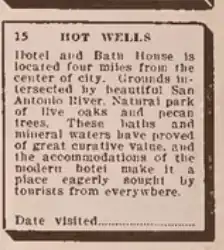 15 HOT WELLS
Hotel and Bath House is
located four miles from the
center of city. Grounds in-
tersected by beautiful San
Antonio River. Natural park
of live oaks and pecan
trees. These baths and
mineral waters have proved
of great curative value, and
the accommodations of the
modern hotel make it a
place eagerly sought by
tourists from everywhere.
Date visited........................